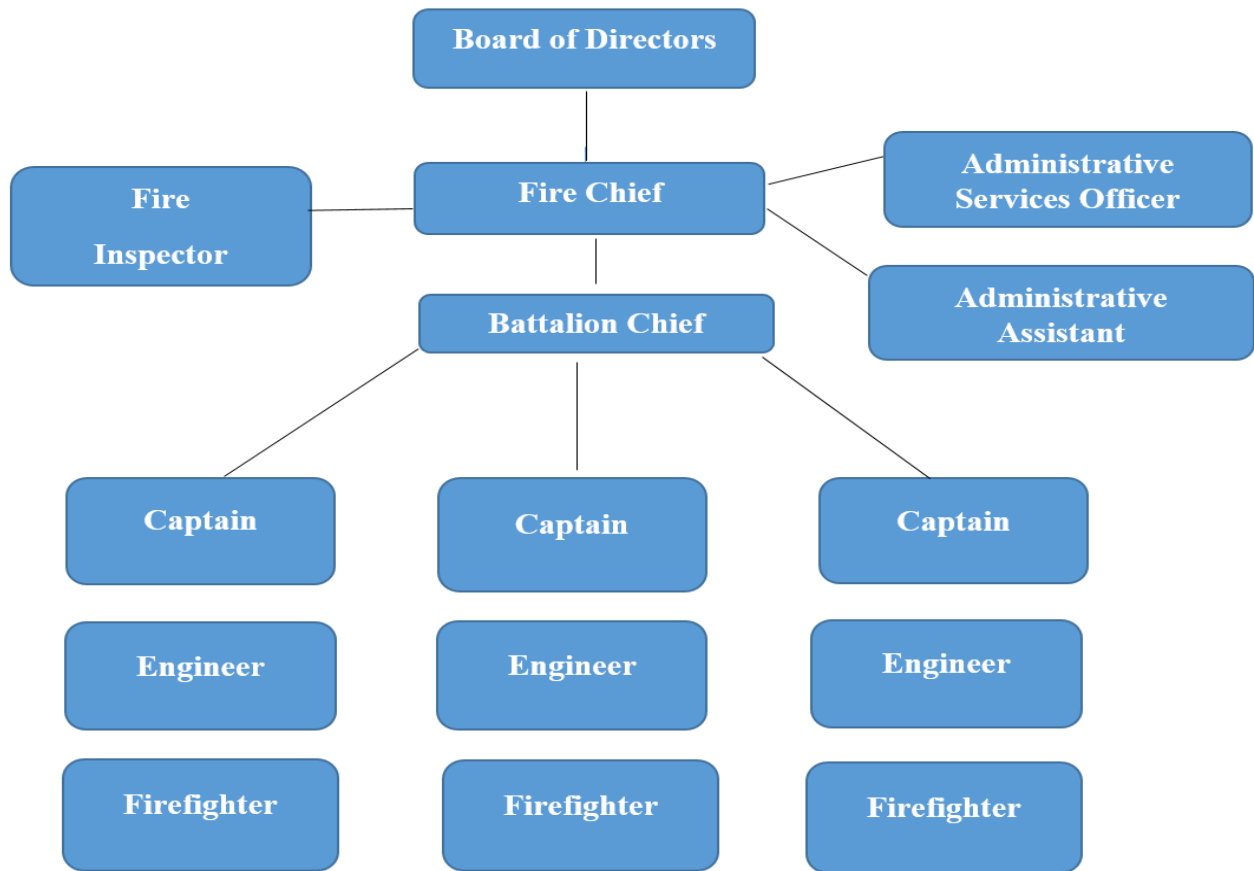 Board of Directors
Fire
Inspector
Fire Chief
Administrative
Services Officer
Administrative
Assistant
Battalion Chief
Captain
Captain
Captain
Engineer
Engineer
Engineer
Firefighter
Firefighter
Firefighter